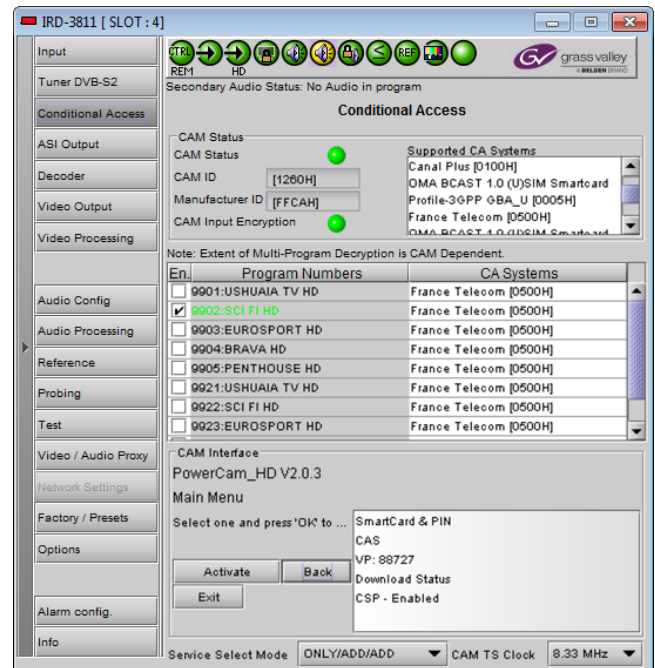 IRD-3811 [ SLOT : 4]
Input
Tuner DVB-S2
Conditional Access
ASI Output
Decoder
Video Output
Video Processing
Audio Config
Audio Processing
Reference
Probing
Test
Video / Audio Proxy
Network Settings
Factory / Presets
Options
Alarm config.
Info
CTRL
REF
REM
HD
GV grass valley
A BELDEN BRAND
Secondary Audio Status: No Audio in program
Conditional Access
CAM Status
CAM Status
CAM ID [1260H]
Manufacturer ID [FFCAH]
CAM Input Encryption
Supported CA Systems
Canal Plus [0100H]
OMA BCAST 1.0 (U)SIM Smartcard
Profile-3GPP GBA_U [0005H]
France Telecom [0500H]
OMA BCAST 1.0 (U)SIM Smartcard
Note: Extent of Multi-Program Decryption is CAM Dependent.
En. Program Numbers CA Systems
9901:USHUAIA TV HD France Telecom [0500H]
9902:SCI FI HD France Telecom [0500H]
9903:EUROSPORT HD France Telecom [0500H]
9904:BRAVA HD France Telecom [0500H]
9905:PENTHOUSE HD France Telecom [0500H]
9921:USHUAIA TV HD France Telecom [0500H]
9922:SCI FI HD France Telecom [0500H]
9923:EUROSPORT HD France Telecom [0500H]
CAM Interface
PowerCam_HD V2.0.3
Main Menu
Select one and press 'OK' to ...
SmartCard & PIN
CAS
VP: 88727
Download Status
CSP - Enabled
Activate Back
Exit
Service Select Mode ONLY/ADD/ADD CAM TS Clock 8.33 MHz